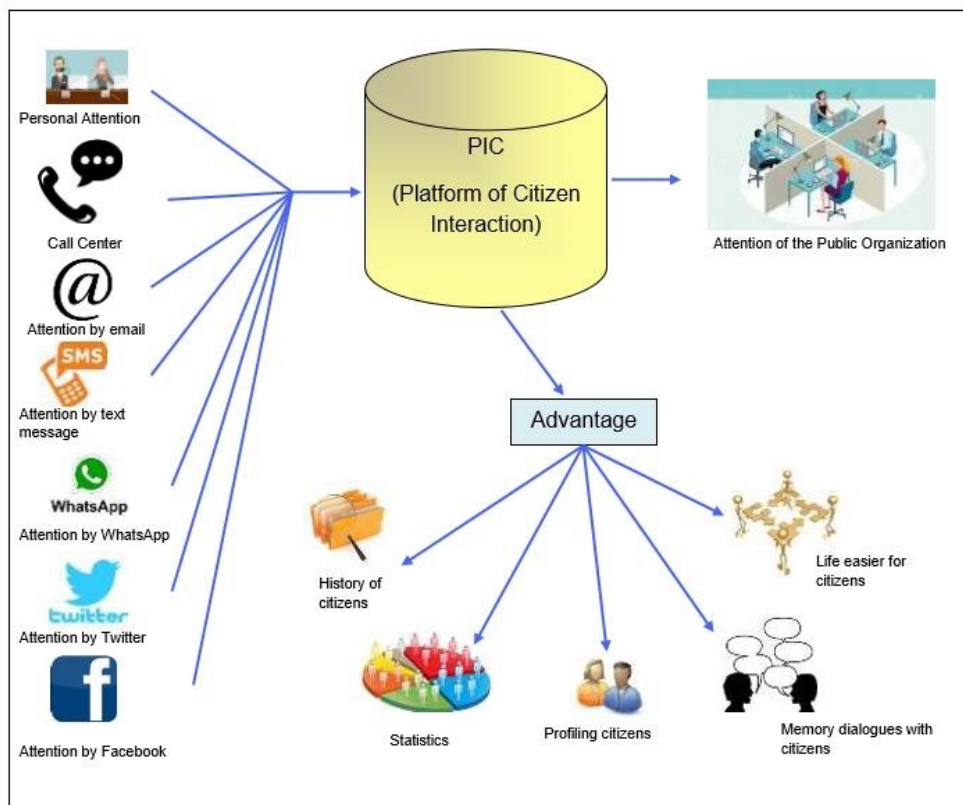 Personal Attention
Call Center
@
Attention by email
SMS
Attention by text
message
WhatsApp
Attention by WhatsApp
twitter
Attention by Twitter
f
Attention by Facebook
PIC
(Platform of Citizen
Interaction)
Attention of the Public Organization
Advantage
History of
citizens
Life easier for
citizens
Statistics
Profiling citizens
Memory dialogues with
citizens